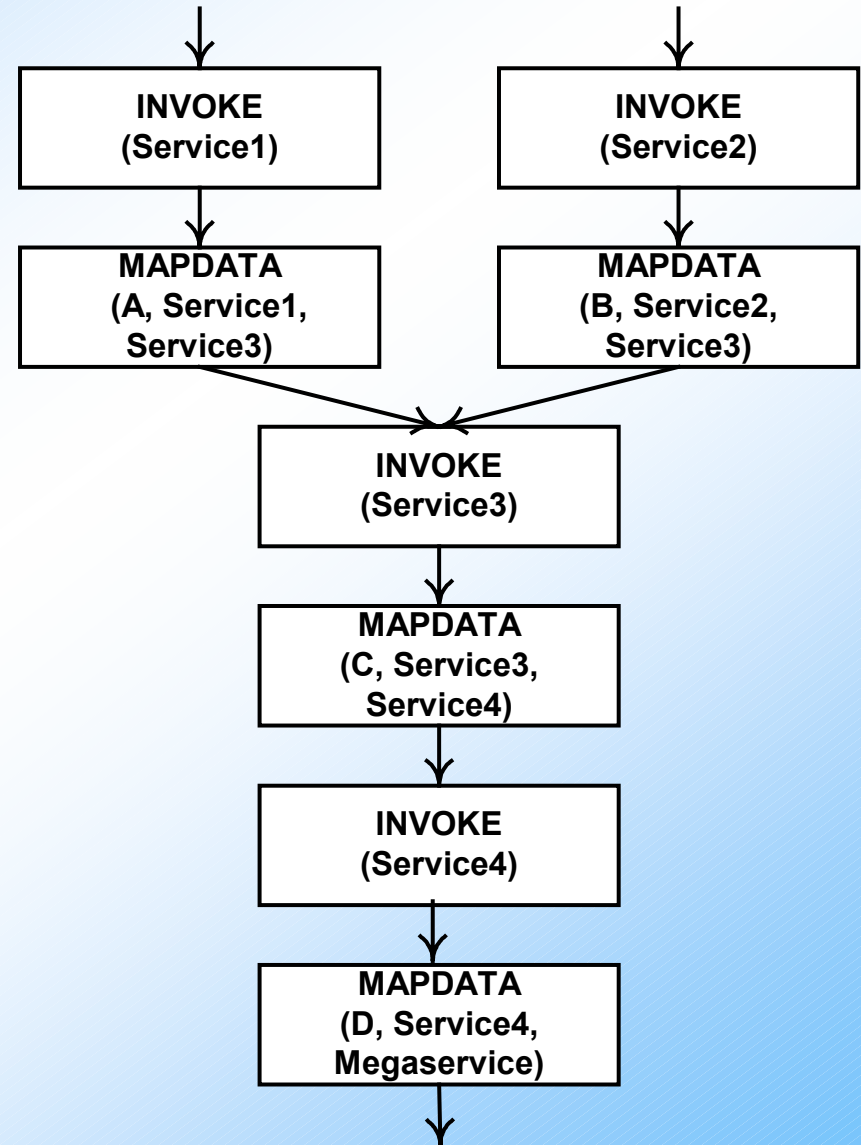 INVOKE
(Service1)
INVOKE
(Service2)
MAPDATA
(A, Service1,
Service3)
MAPDATA
(B, Service2,
Service3)
INVOKE
(Service3)
MAPDATA
(C, Service3,
Service4)
INVOKE
(Service4)
MAPDATA
(D, Service4,
Megaservice)